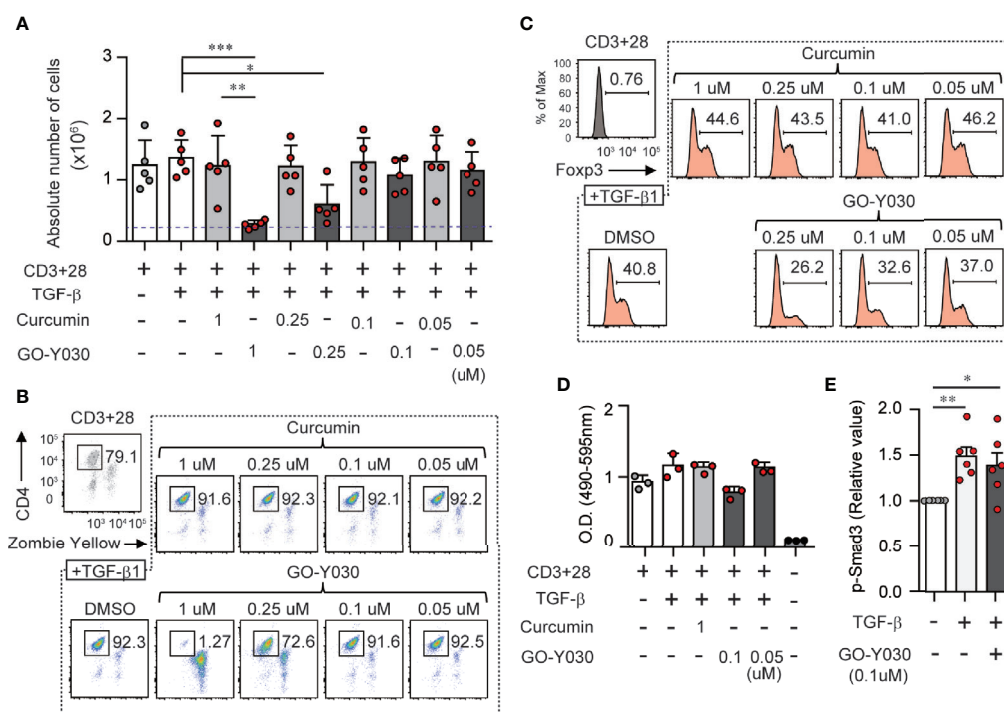 A
Absolute number of cells
(x10⁶)
3
2
1
0
***
*
**
CD3+28 + + + + + + + + + +
TGF-β - + + + + + + + + +
Curcumin - - 1 - 0.25 - 0.1 - 0.05 -
GO-Y030 - - - 1 - 0.25 - 0.1 - 0.05
(uM)
B
CD3+28
CD4
10⁵
10⁴
10³
0
79.1
10³ 10⁴ 10⁵
Zombie Yellow
+TGF-β1
Curcumin
1 uM 0.25 uM 0.1 uM 0.05 uM
91.6 92.3 92.1 92.2
GO-Y030
DMSO 1 uM 0.25 uM 0.1 uM 0.05 uM
92.3 1.27 72.6 91.6 92.5
C
CD3+28
% of Max
100
80
60
40
20
0
0.76
10³ 10⁴ 10⁵
Foxp3
+TGF-β1
Curcumin
1 uM 0.25 uM 0.1 uM 0.05 uM
44.6 43.5 41.0 46.2
GO-Y030
DMSO 0.25 uM 0.1 uM 0.05 uM
40.8 26.2 32.6 37.0
D
O.D. (490-595nm)
2
1
0
CD3+28 + + + + + -
TGF-β - + + + + -
Curcumin - - 1 - - -
GO-Y030 - - - 0.1 0.05 -
(uM)
E
p-Smad3 (Relative value)
2.0
1.5
1.0
0.5
0.0
*
**
TGF-β - + +
GO-Y030 - - +
(0.1uM)